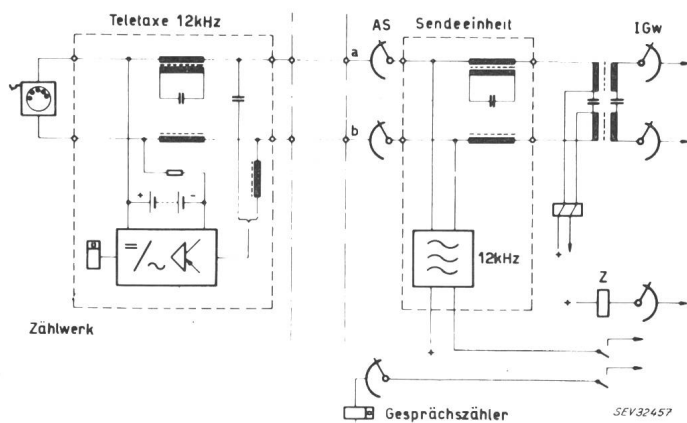 Teletaxe 12kHz
AS
Sendeeinheit
IGw
a
b
+
-
=/~
12kHz
+
+
Z
+
Zählwerk
Gesprächszähler
SEV32457